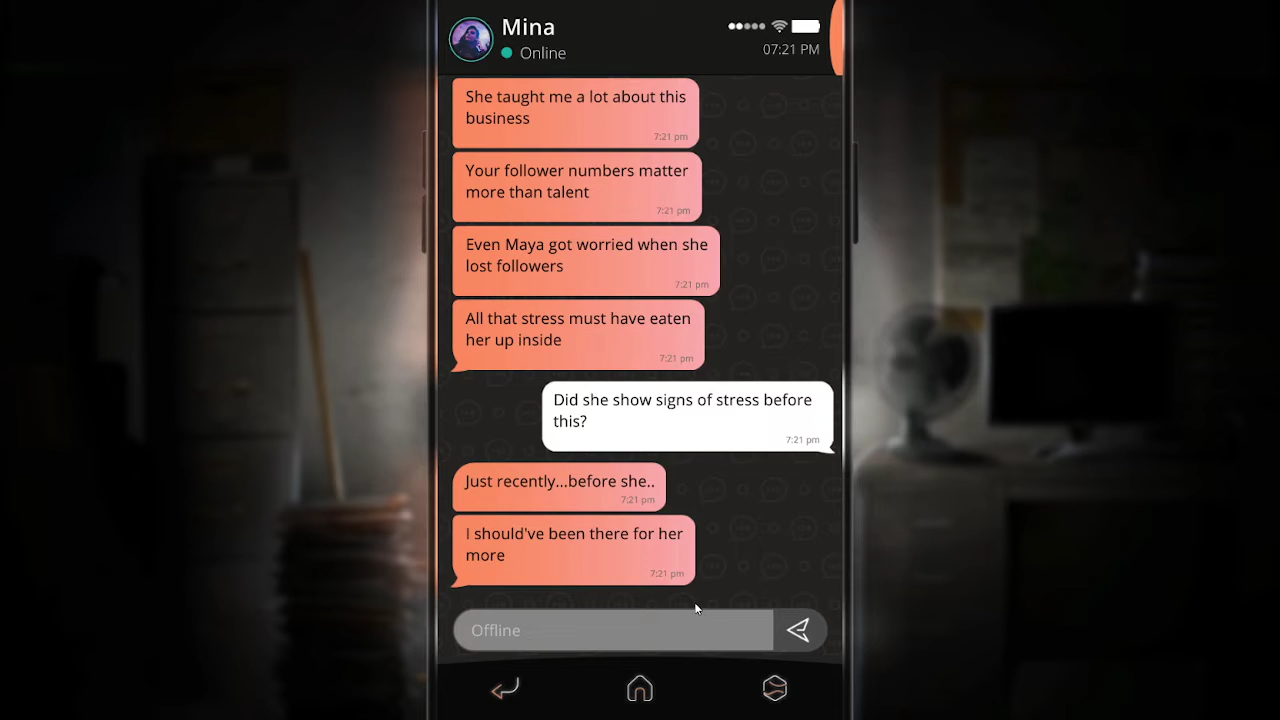 Mina
Online
07:21 PM
She taught me a lot about this
business
7:21 pm
Your follower numbers matter
more than talent
7:21 pm
Even Maya got worried when she
lost followers
7:21 pm
All that stress must have eaten
her up inside
7:21 pm
Did she show signs of stress before
this?
7:21 pm
Just recently...before she..
7:21 pm
I should've been there for her
more
7:21 pm
Offline